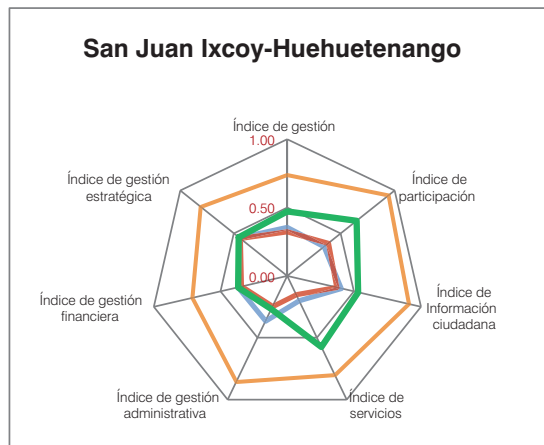 San Juan Ixcoy-Huehuetenango
Índice de gestión
1.00
Índice de gestión
estratégica
Índice de
participación
0.50
0.00
Índice de gestión
financiera
Índice de
Información
ciudadana
Índice de gestión
administrativa
Índice de
servicios